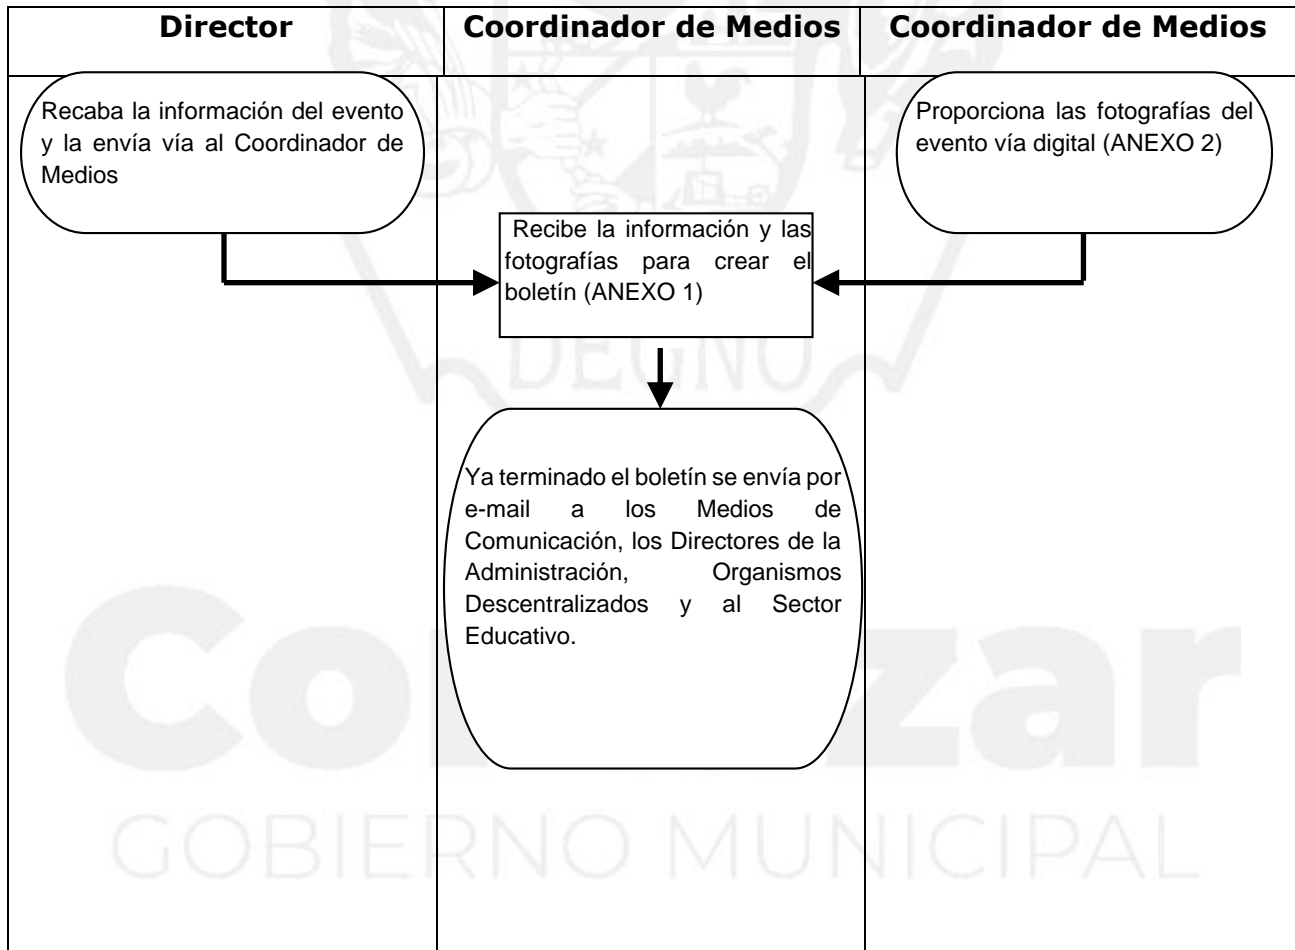 Director
Coordinador de Medios
Coordinador de Medios
Recaba la información del evento
y la envía vía al Coordinador de
Medios
Proporciona las fotografías del
evento vía digital (ANEXO 2)
Recibe la información y las
fotografías para crear el
boletín (ANEXO 1)
DEGNO
Ya terminado el boletín se envía por
e-mail a los Medios de
Comunicación, los Directores de la
Administración, Organismos
Descentralizados y al Sector
Educativo.
GOBIERNO MUNICIPAL